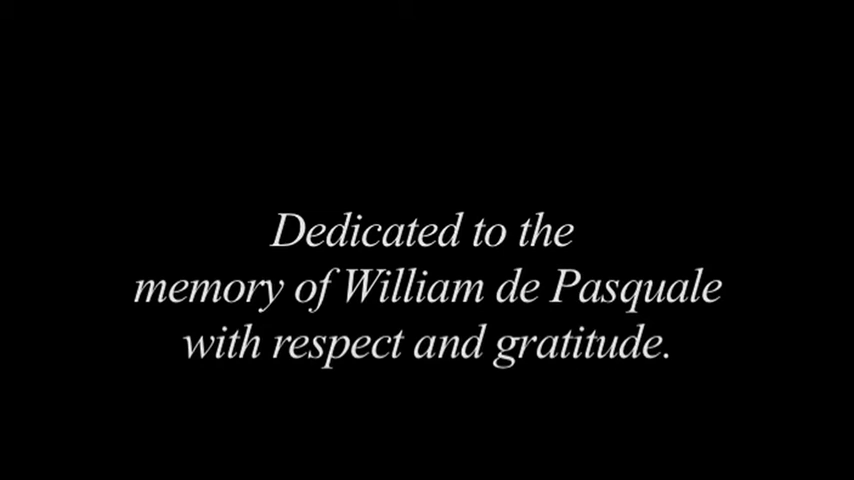 Dedicated to the
memory of William de Pasquale
with respect and gratitude.